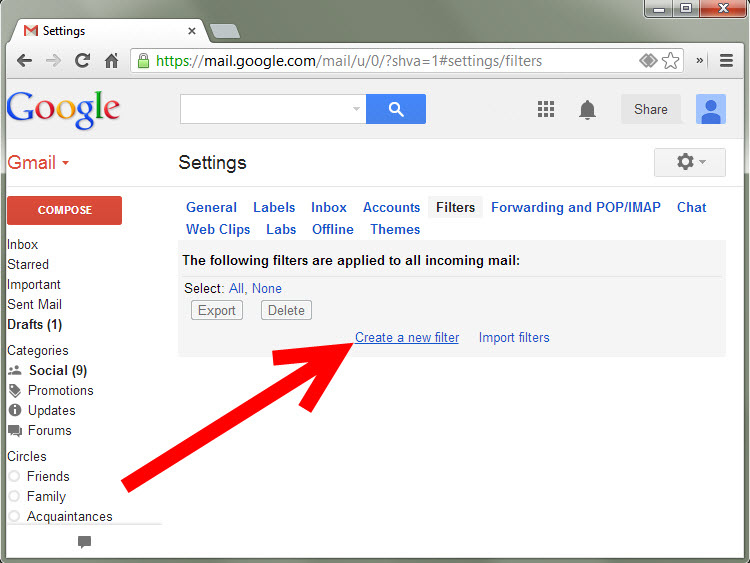 Settings
https://mail.google.com/mail/u/0/?shva=1#settings/filters
Google
Share
Gmail
Settings
COMPOSE
General Labels Inbox Accounts Filters Forwarding and POP/IMAP Chat
Web Clips Labs Offline Themes
The following filters are applied to all incoming mail:
Select: All, None
Export Delete
Create a new filter Import filters
Inbox
Starred
Important
Sent Mail
Drafts (1)
Categories
Social (9)
Promotions
Updates
Forums
Circles
Friends
Family
Acquaintances